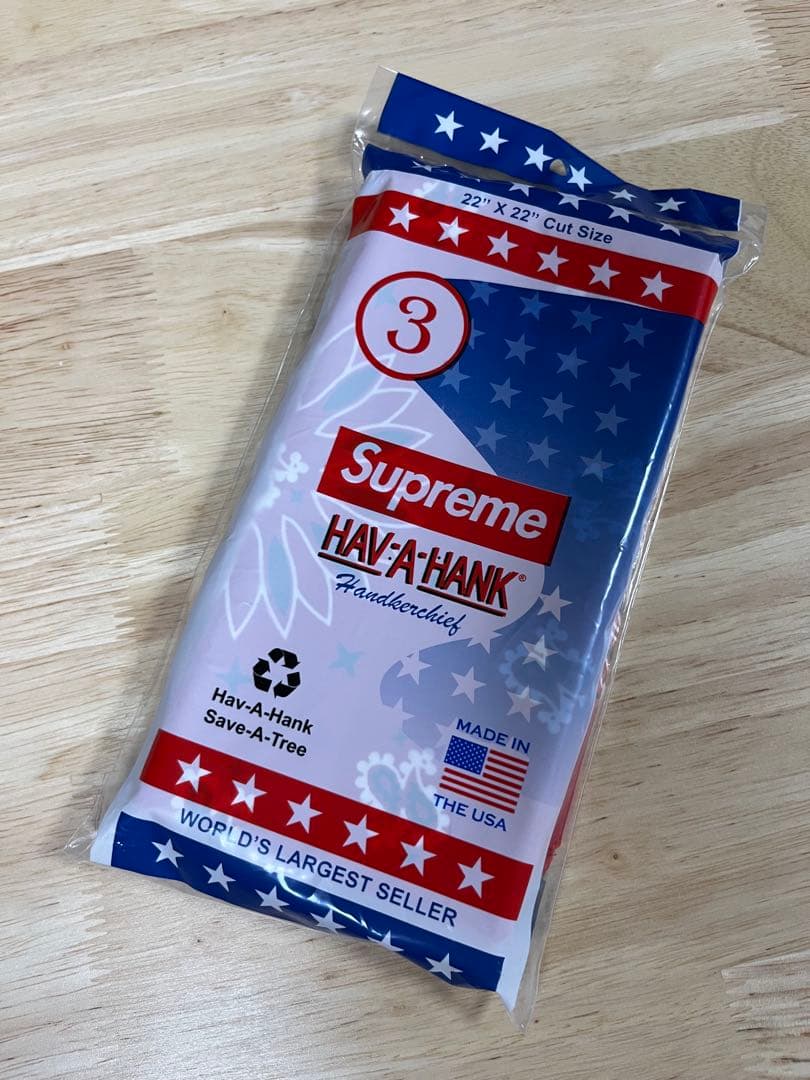 22” X 22” Cut Size
3
Supreme
HAV-A-HANK®
Handkerchief
Hav-A-Hank
Save-A-Tree
MADE IN
THE USA
WORLD’S LARGEST SELLER